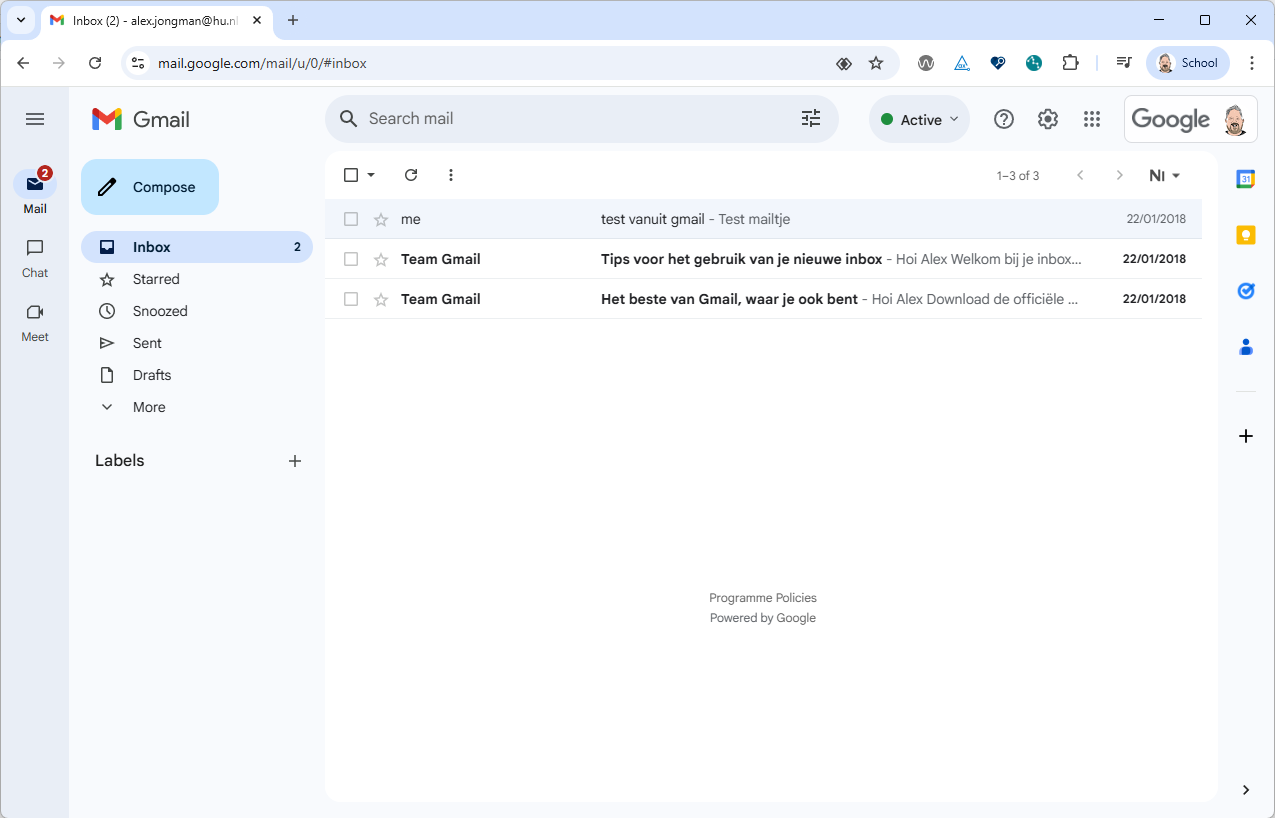 Inbox (2) - alex.jongman@hu.nl
mail.google.com/mail/u/0/#inbox
School
Gmail
Search mail
Active
Google
2
Mail
Chat
Meet
Compose
Inbox 2
Starred
Snoozed
Sent
Drafts
More
Labels
1–3 of 3
me test vanuit gmail - Test mailtje 22/01/2018
Team Gmail Tips voor het gebruik van je nieuwe inbox - Hoi Alex Welkom bij je inbox… 22/01/2018
Team Gmail Het beste van Gmail, waar je ook bent - Hoi Alex Download de officiële … 22/01/2018
31
Programme Policies
Powered by Google